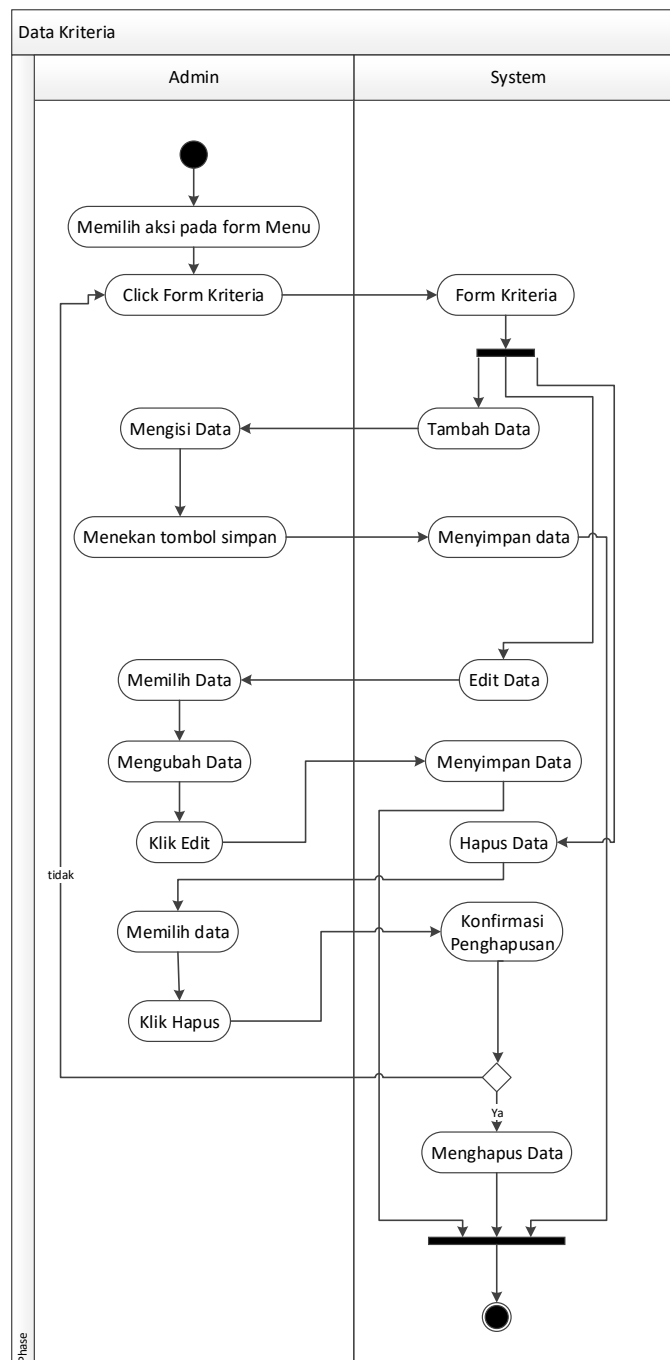 Data Kriteria
Admin
System
Memilih aksi pada form Menu
Click Form Kriteria
Form Kriteria
Mengisi Data
Tambah Data
Menekan tombol simpan
Menyimpan data
Memilih Data
Edit Data
Mengubah Data
Menyimpan Data
Klik Edit
Hapus Data
tidak
Memilih data
Konfirmasi
Penghapusan
Klik Hapus
Ya
Menghapus Data
Phase